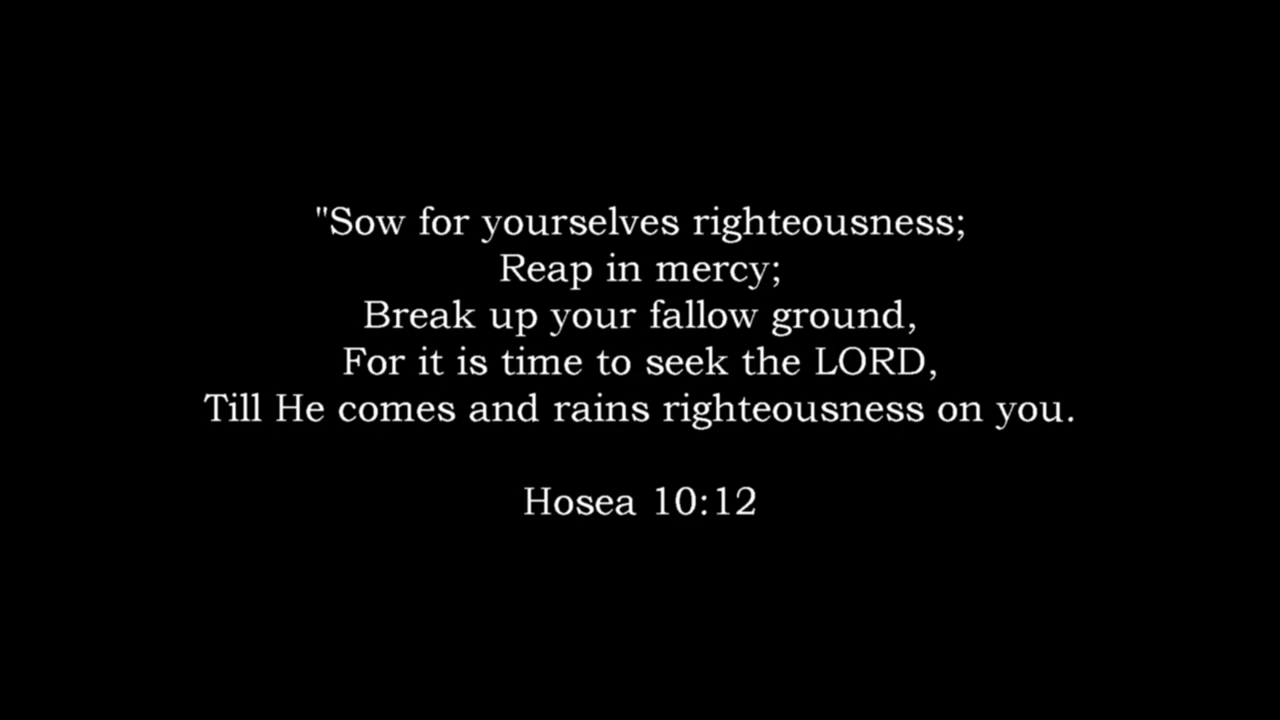 "Sow for yourselves righteousness;
Reap in mercy;
Break up your fallow ground,
For it is time to seek the LORD,
Till He comes and rains righteousness on you.
Hosea 10:12